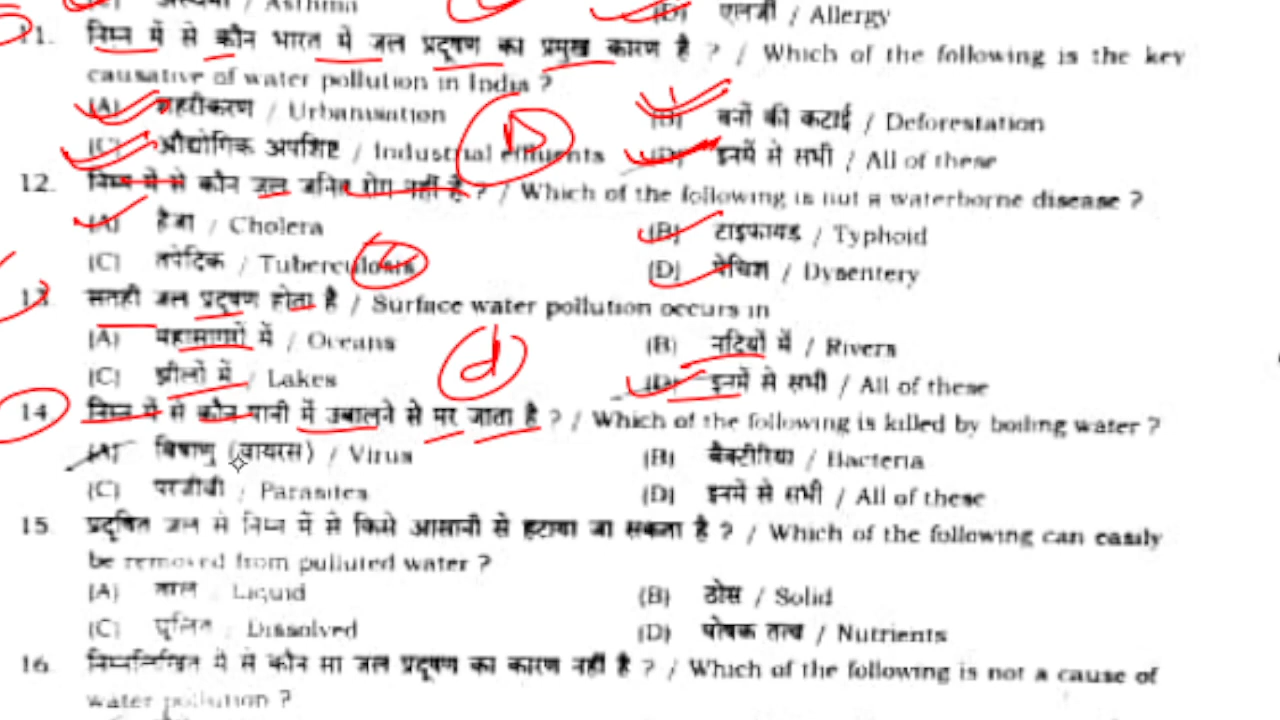 अस्थमा / Asthma (D) एलर्जी / Allergy
11. निम्न में से कौन भारत में जल प्रदूषण का प्रमुख कारण है ? / Which of the following is the key
causative of water pollution in India ?
(A) शहरीकरण / Urbanisation (B) वनों की कटाई / Deforestation
(C) औद्योगिक अपशिष्ट / Industrial effluents (D) इनमें से सभी / All of these
D
12. निम्न में से कौन जल जनित रोग नहीं है ? / Which of the following is not a waterborne disease ?
(A) हैजा / Cholera (B) टाइफायड / Typhoid
(C) तपेदिक / Tuberculosis (D) पेचिश / Dysentery
13. सतही जल प्रदूषण होता है / Surface water pollution occurs in
(A) महासागरों में / Oceans (B) नदियों में / Rivers
(C) झीलों में / Lakes (D) इनमें से सभी / All of these
d
14. निम्न में से कौन पानी में उबालने से मर जाता है ? / Which of the following is killed by boiling water ?
(A) विषाणु (वायरस) / Virus (B) बैक्टीरिया / Bacteria
(C) परजीवी / Parasites (D) इनमें से सभी / All of these
15. प्रदूषित जल से निम्न में से किसे आसानी से हटाया जा सकता है ? / Which of the following can easily
be removed from polluted water ?
(A) तरल / Liquid (B) ठोस / Solid
(C) घुलित / Dissolved (D) पोषक तत्व / Nutrients
16. निम्नलिखित में से कौन सा जल प्रदूषण का कारण नहीं है ? / Which of the following is not a cause of
water pollution ?